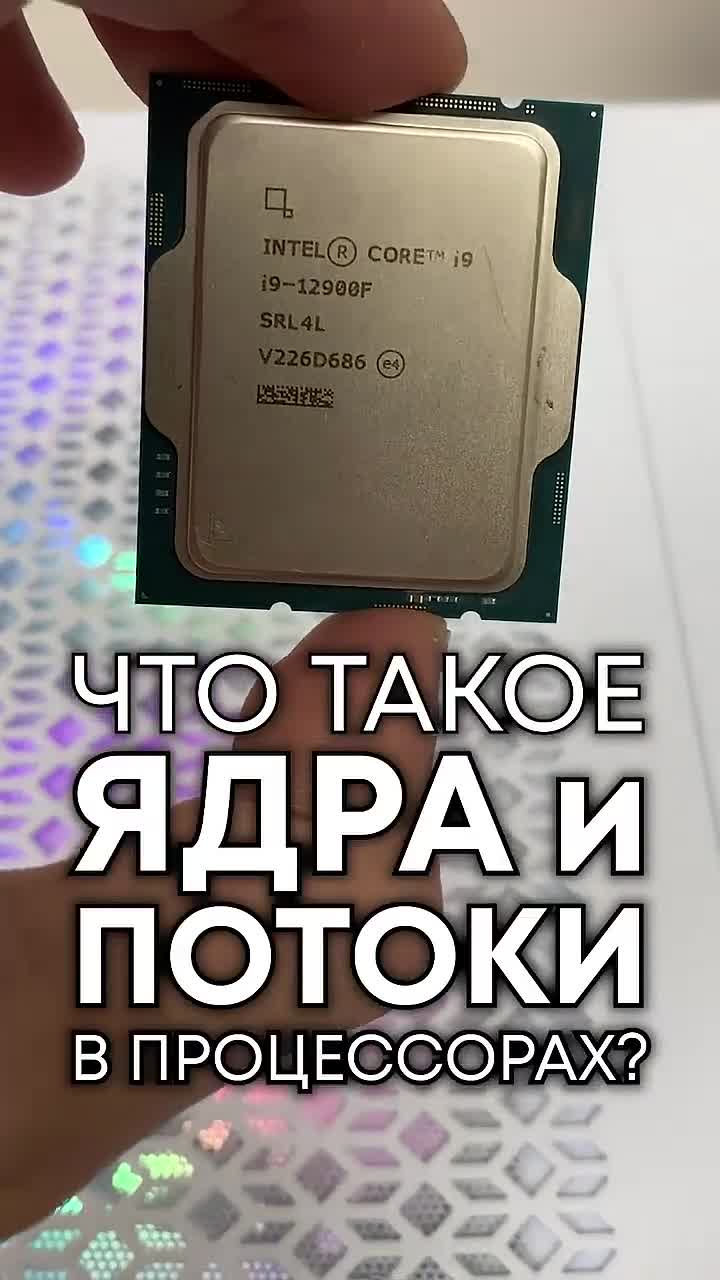 INTEL® CORE™ i9
i9-12900F
SRL4L
V226D686 e4
ЧТО ТАКОЕ
ЯДРА и
ПОТОКИ
В ПРОЦЕССОРАХ?